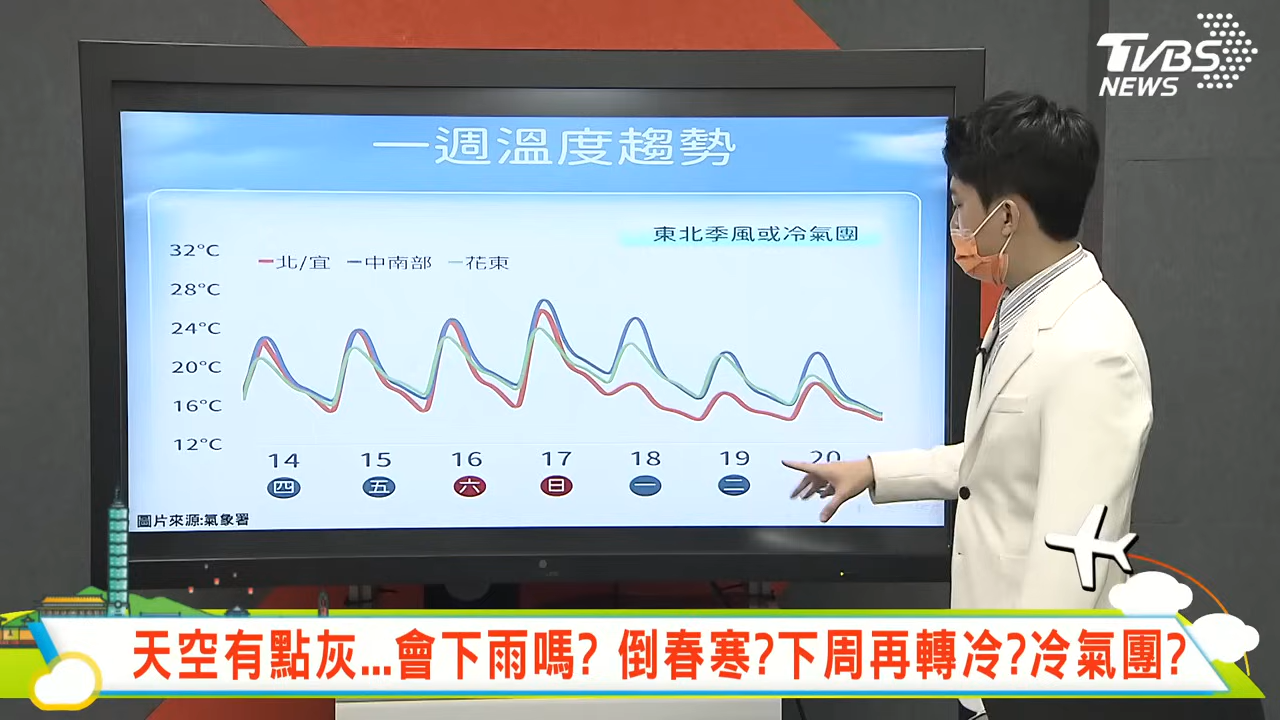 TVBS
NEWS
一週溫度趨勢
東北季風或冷氣團
北/宜 中南部 花東
32°C
28°C
24°C
20°C
16°C
12°C
14 15 16 17 18 19 20
四 五 六 日 一 二
圖片來源:氣象署
天空有點灰...會下雨嗎? 倒春寒?下周再轉冷?冷氣團?